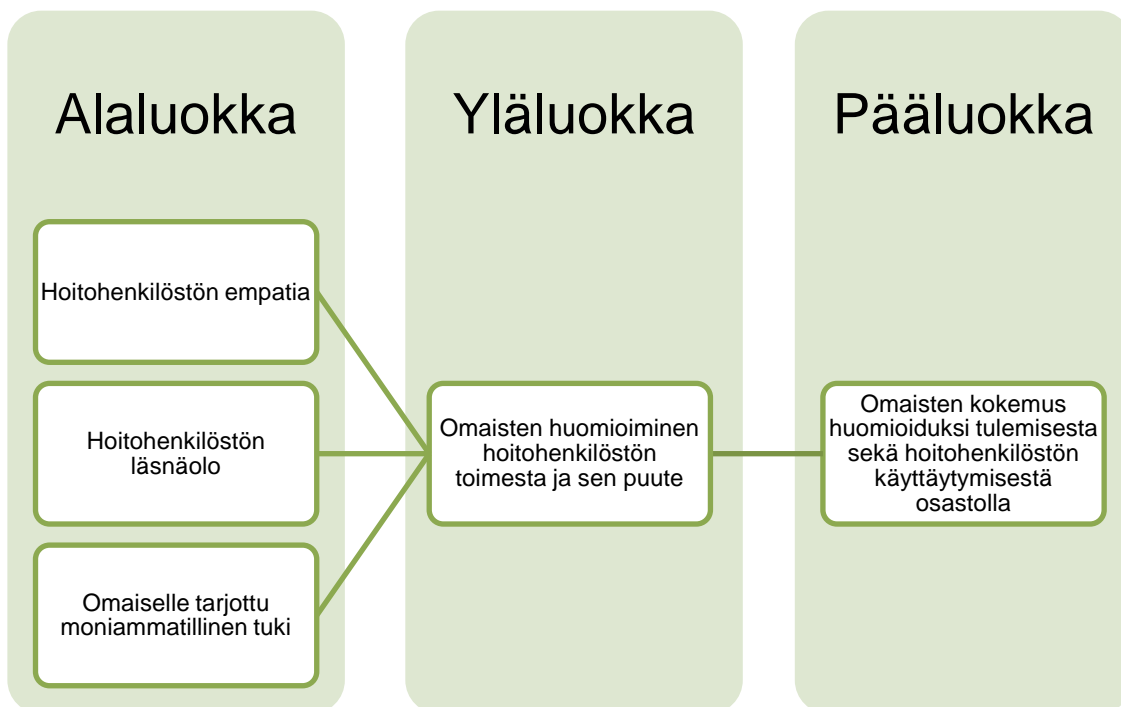 Alaluokka
Yläluokka
Pääluokka
Hoitohenkilöstön empatia
Hoitohenkilöstön
läsnäolo
Omaiselle tarjottu
moniammatillinen tuki
Omaisten huomioiminen
hoitohenkilöstön
toimesta ja sen puute
Omaisten kokemus
huomioiduksi tulemisesta
sekä hoitohenkilöstön
käyttäytymisestä
osastolla